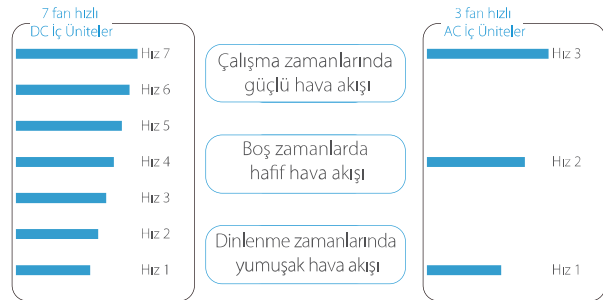 7 fan hızlı
DC İç Üniteler
Hız 7
Hız 6
Hız 5
Hız 4
Hız 3
Hız 2
Hız 1
Çalışma zamanlarında
güçlü hava akışı
Boş zamanlarda
hafif hava akışı
Dinlenme zamanlarında
yumuşak hava akışı
3 fan hızlı
AC İç Üniteler
Hız 3
Hız 2
Hız 1